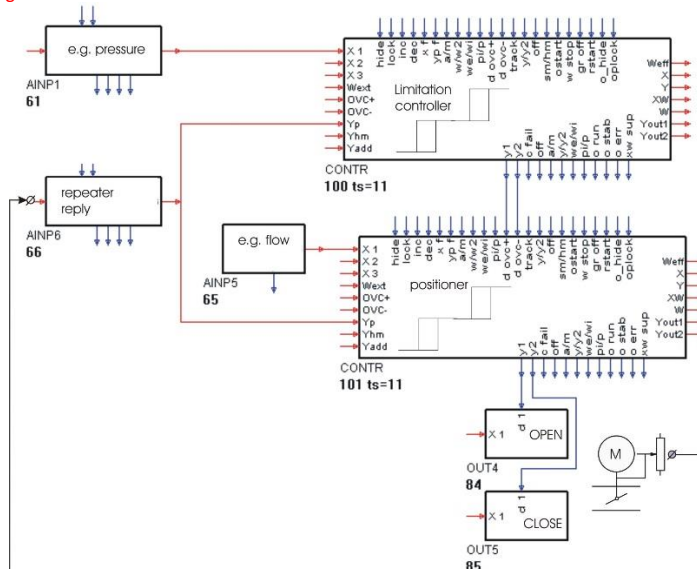 e.g. pressure
AINP1
61
X 1
X 2
X 3
Wext
OVC+
OVC-
Yp
Yhm
Yadd
hide
lock
inc
dec
x f
yp f
a/m
w/w2
we/wi
pi/p
d ovc+
d ovc-
track
y/y2
off
sm/hm
ostart
w stop
gr off
rstart
o_hide
oplock
Limitation
controller
Weff
X
Y
XW
W
Yout1
Yout2
y1
y2
c fail
off
a/m
y/y2
we/wi
pi/p
o run
o stab
o err
xw sup
CONTR
100 ts=11
repeater
reply
AINP6
66
e.g. flow
AINP5
65
X 1
X 2
X 3
Wext
OVC+
OVC-
Yp
Yhm
Yadd
hide
lock
inc
dec
x f
yp f
a/m
w/w2
we/wi
pi/p
d ovc+
d ovc-
track
y/y2
off
sm/hm
ostart
w stop
gr off
rstart
o_hide
oplock
positioner
Weff
X
Y
XW
W
Yout1
Yout2
y1
y2
c fail
off
a/m
y/y2
we/wi
pi/p
o run
o stab
o err
xw sup
CONTR
101 ts=11
d 1
X 1
OPEN
OUT4
84
d 1
X 1
CLOSE
OUT5
85
M